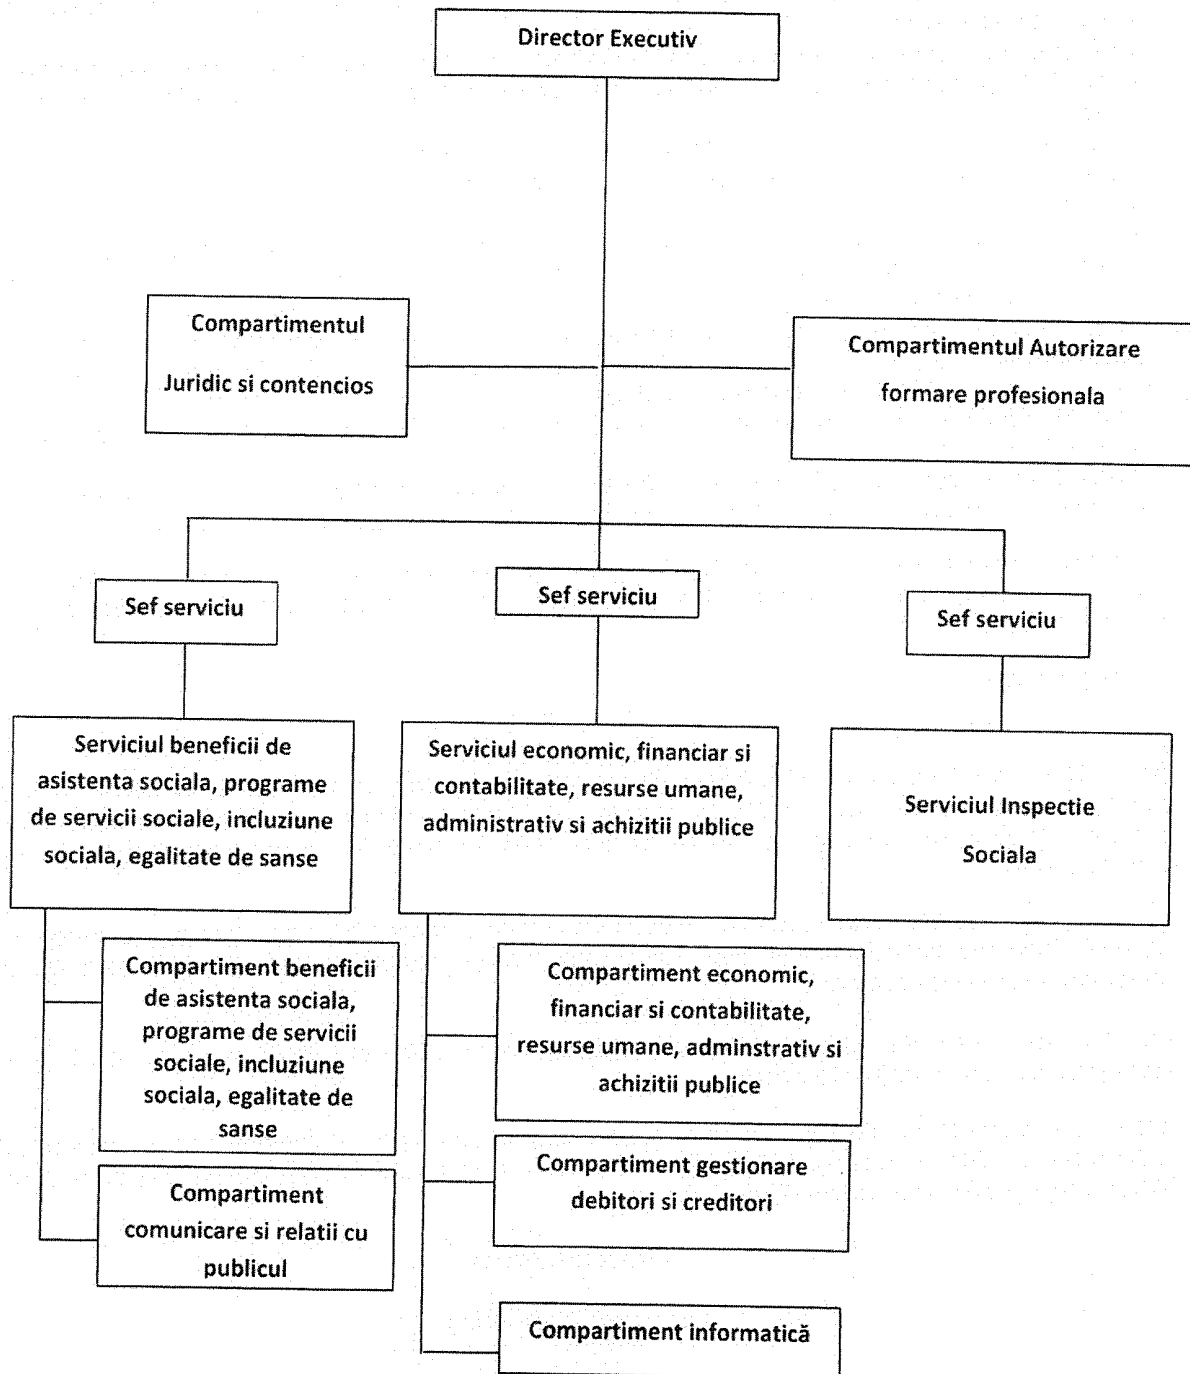 Director Executiv
Compartimentul
Juridic si contencios
Compartimentul Autorizare
formare profesionala
Sef serviciu
Sef serviciu
Sef serviciu
Serviciul beneficii de
asistenta sociala, programe
de servicii sociale, incluziune
sociala, egalitate de sanse
Serviciul economic, financiar si
contabilitate, resurse umane,
administrativ si achizitii publice
Serviciul Inspectie
Sociala
Compartiment beneficii
de asistenta sociala,
programe de servicii
sociale, incluziune
sociala, egalitate de
sanse
Compartiment
comunicare si relatii cu
publicul
Compartiment economic,
financiar si contabilitate,
resurse umane, adminstrativ si
achizitii publice
Compartiment gestionare
debitori si creditori
Compartiment informatică